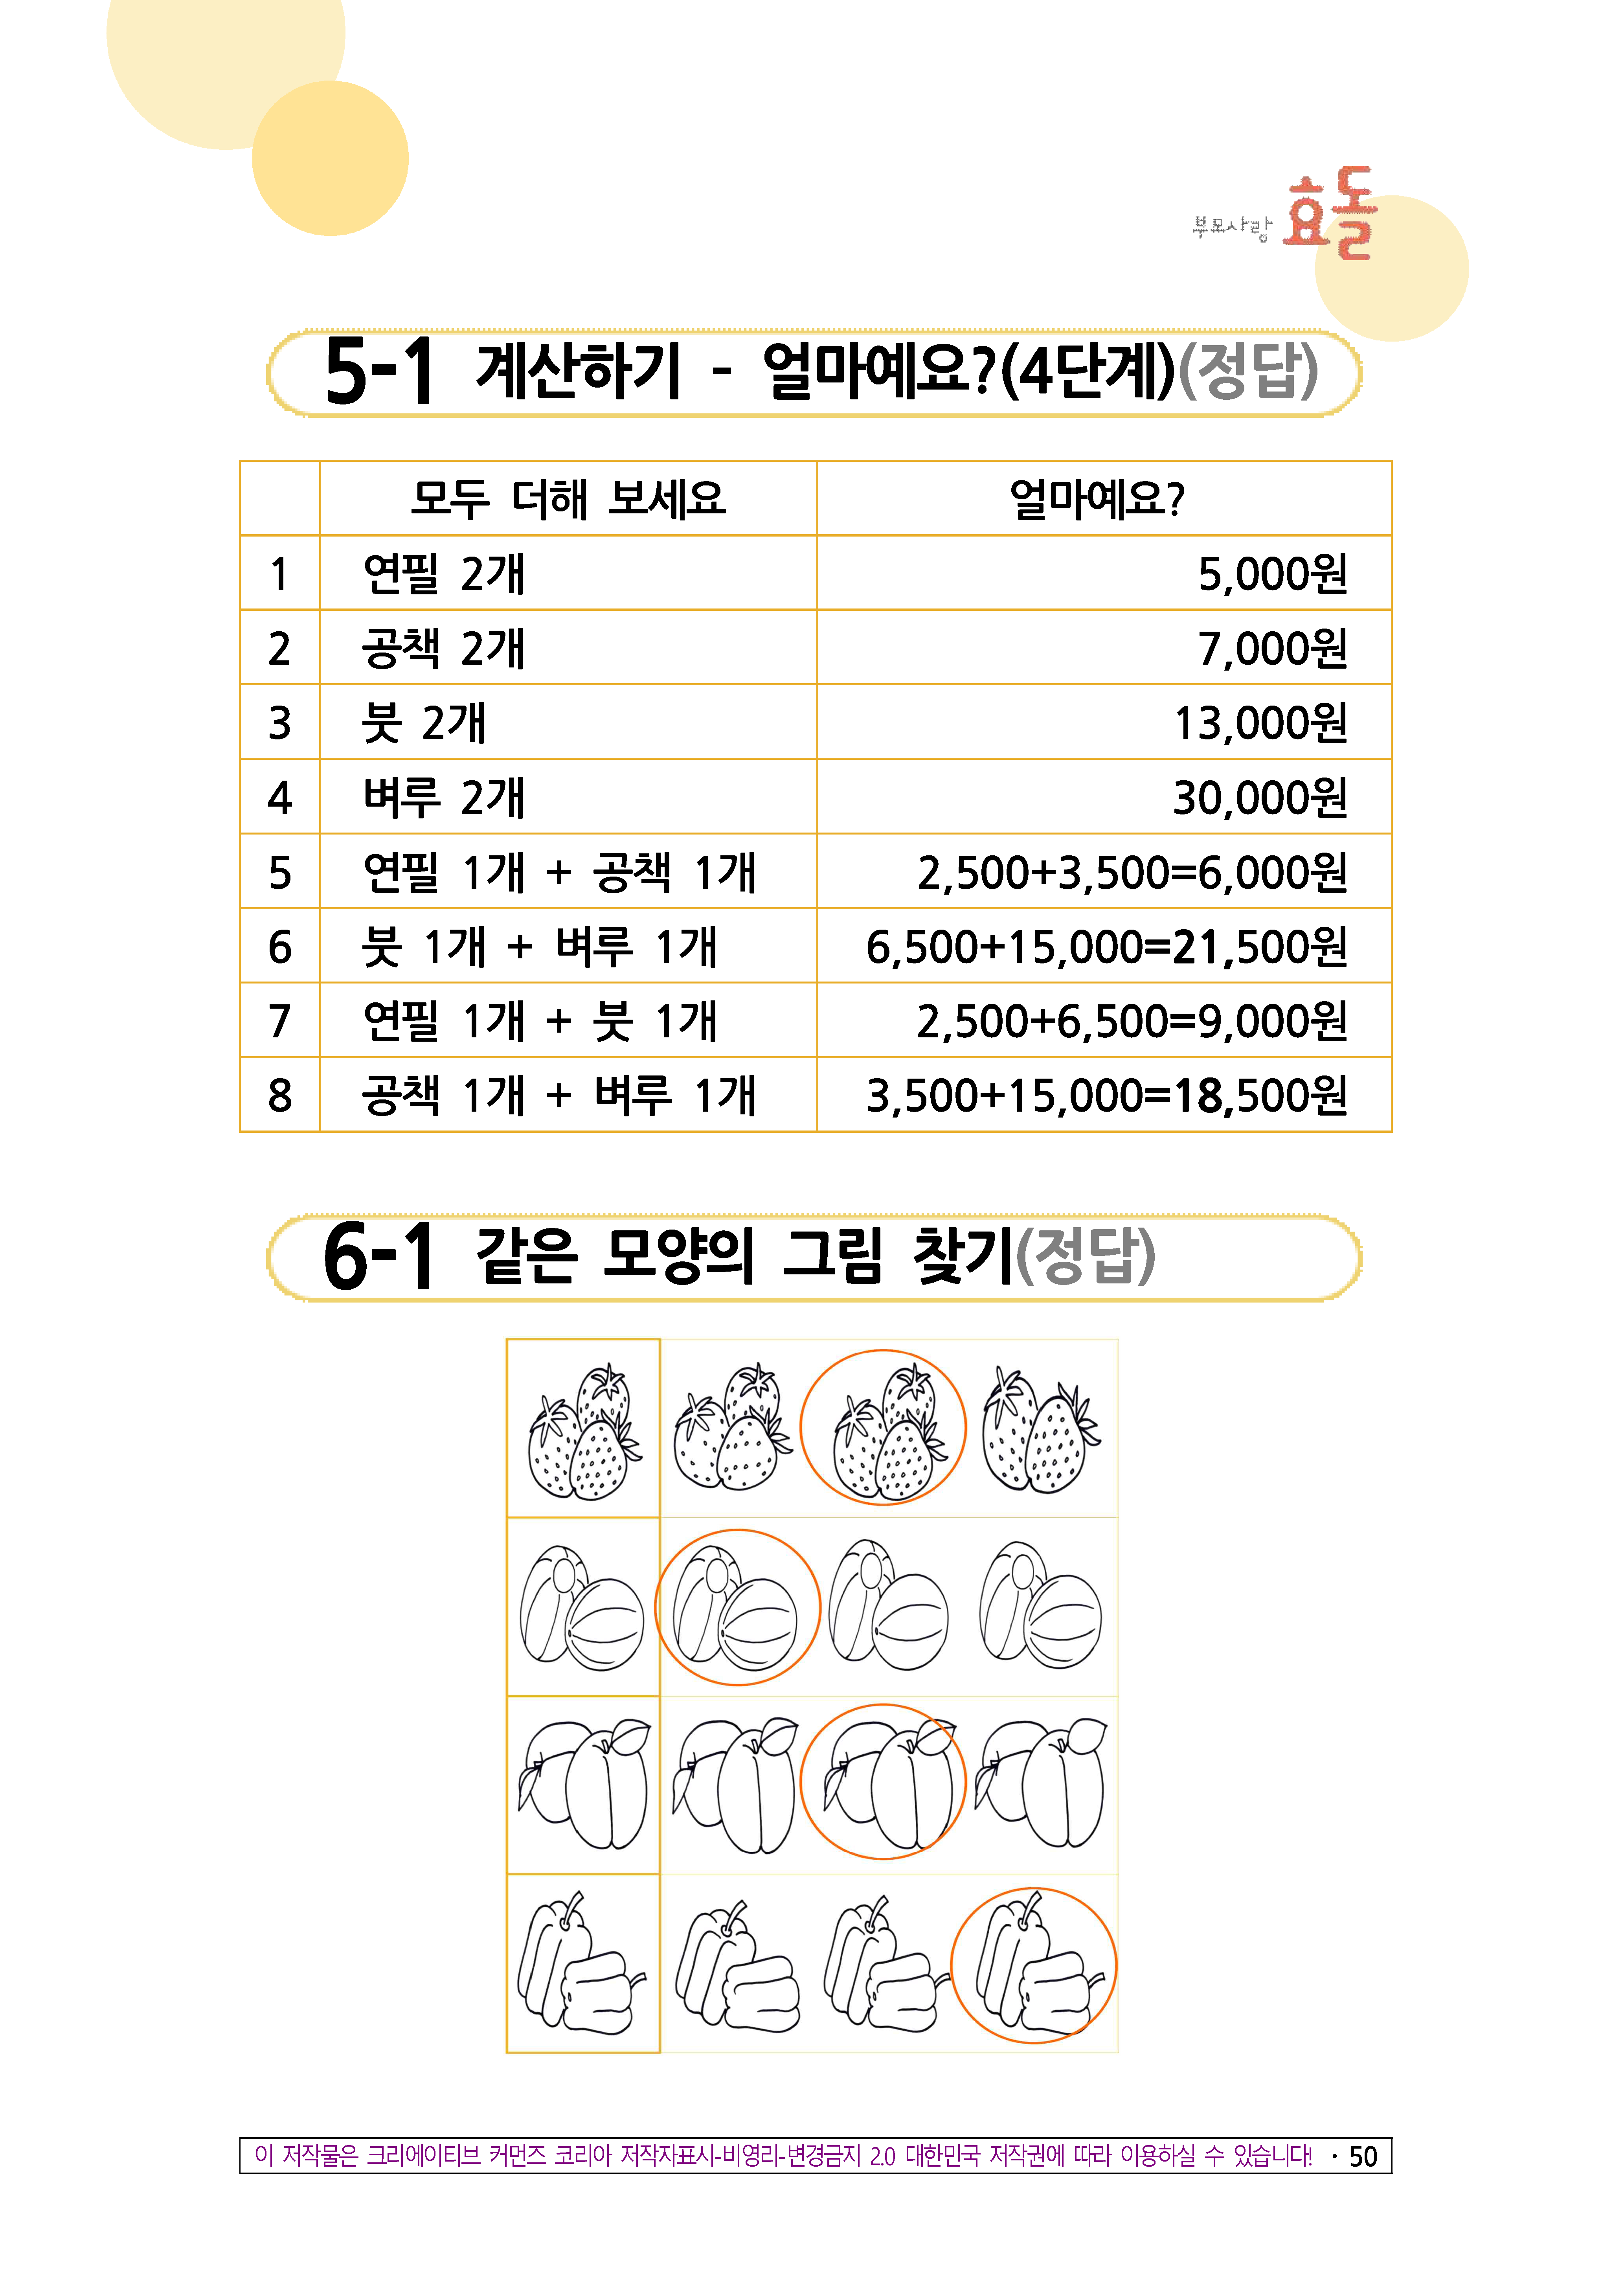 부모사랑 효돌
5-1 계산하기 - 얼마예요?(4단계)(정답)
모두 더해 보세요 얼마예요?
1 연필 2개 5,000원
2 공책 2개 7,000원
3 붓 2개 13,000원
4 벼루 2개 30,000원
5 연필 1개 + 공책 1개 2,500+3,500=6,000원
6 붓 1개 + 벼루 1개 6,500+15,000=21,500원
7 연필 1개 + 붓 1개 2,500+6,500=9,000원
8 공책 1개 + 벼루 1개 3,500+15,000=18,500원
6-1 같은 모양의 그림 찾기(정답)
이 저작물은 크리에이티브 커먼즈 코리아 저작자표시-비영리-변경금지 2.0 대한민국 저작권에 따라 이용하실 수 있습니다! · 50